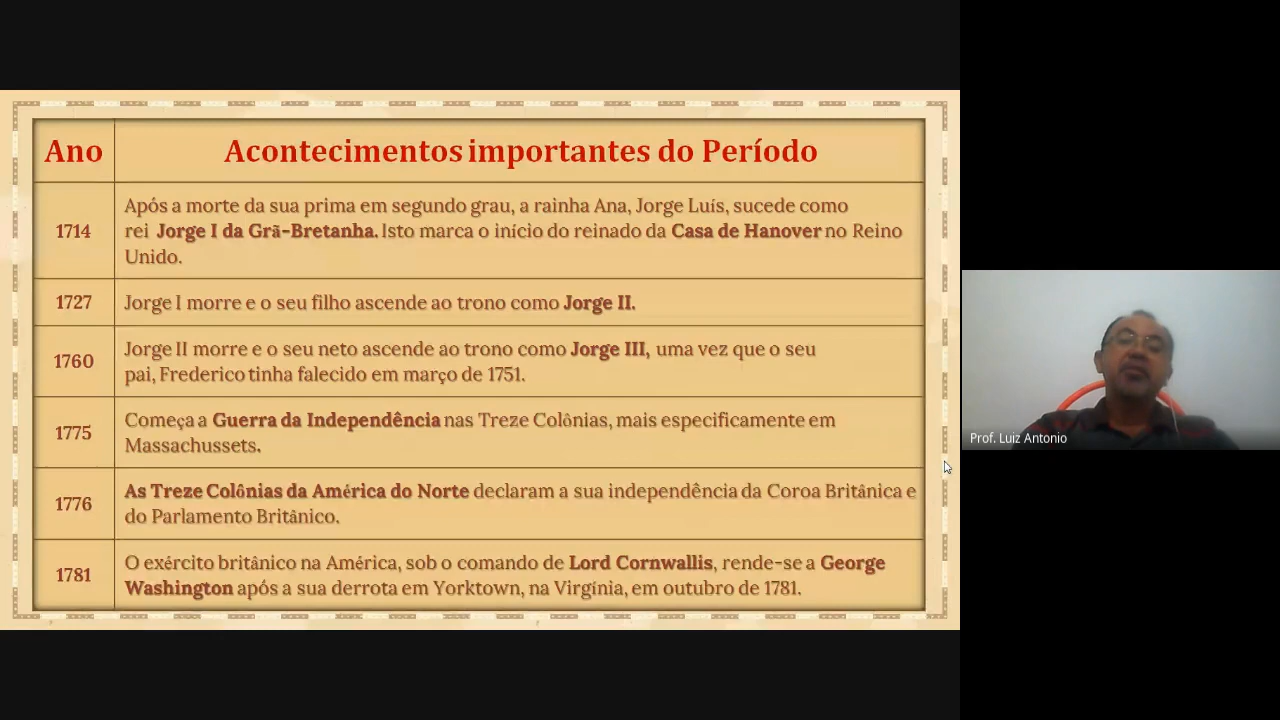 Ano
Acontecimentos importantes do Período
1714
Após a morte da sua prima em segundo grau, a rainha Ana, Jorge Luís, sucede como
rei Jorge I da Grã-Bretanha. Isto marca o início do reinado da Casa de Hanover no Reino
Unido.
1727
Jorge I morre e o seu filho ascende ao trono como Jorge II.
1760
Jorge II morre e o seu neto ascende ao trono como Jorge III, uma vez que o seu
pai, Frederico tinha falecido em março de 1751.
1775
Começa a Guerra da Independência nas Treze Colônias, mais especificamente em
Massachussets.
1776
As Treze Colônias da América do Norte declaram a sua independência da Coroa Britânica e
do Parlamento Britânico.
1781
O exército britânico na América, sob o comando de Lord Cornwallis, rende-se a George
Washington após a sua derrota em Yorktown, na Virgínia, em outubro de 1781.
Prof. Luiz Antonio